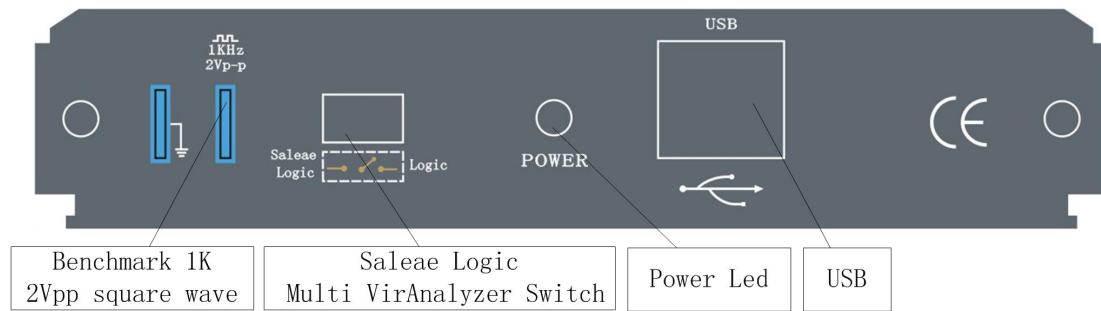 1KHz
2Vp-p
USB
Saleae
Logic
Logic
POWER
CE
Benchmark 1K
2Vpp square wave
Saleae Logic
Multi VirAnalyzer Switch
Power Led
USB